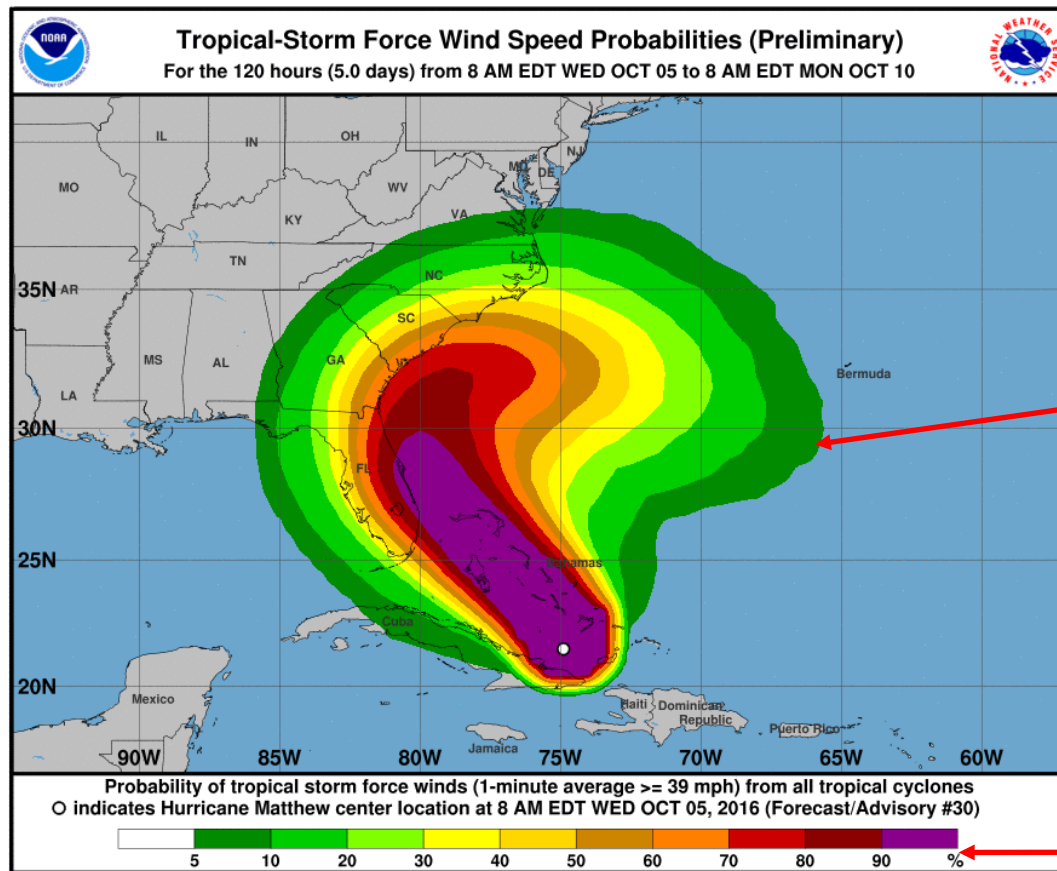 NOAA
Tropical-Storm Force Wind Speed Probabilities (Preliminary)
For the 120 hours (5.0 days) from 8 AM EDT WED OCT 05 to 8 AM EDT MON OCT 10
NATIONAL WEATHER SERVICE
IL
IN
OH
NJ
MO
WV
DE
KY
VA
TN
NC
35N
AR
SC
MS
AL
GA
Bermuda
LA
30N
FL
25N
Bahamas
Cuba
20N
Mexico
Haiti
Dominican
Republic
Puerto Rico
Jamaica
90W
85W
80W
75W
70W
65W
60W
Probability of tropical storm force winds (1-minute average >= 39 mph) from all tropical cyclones
indicates Hurricane Matthew center location at 8 AM EDT WED OCT 05, 2016 (Forecast/Advisory #30)
5 10 20 30 40 50 60 70 80 90 %